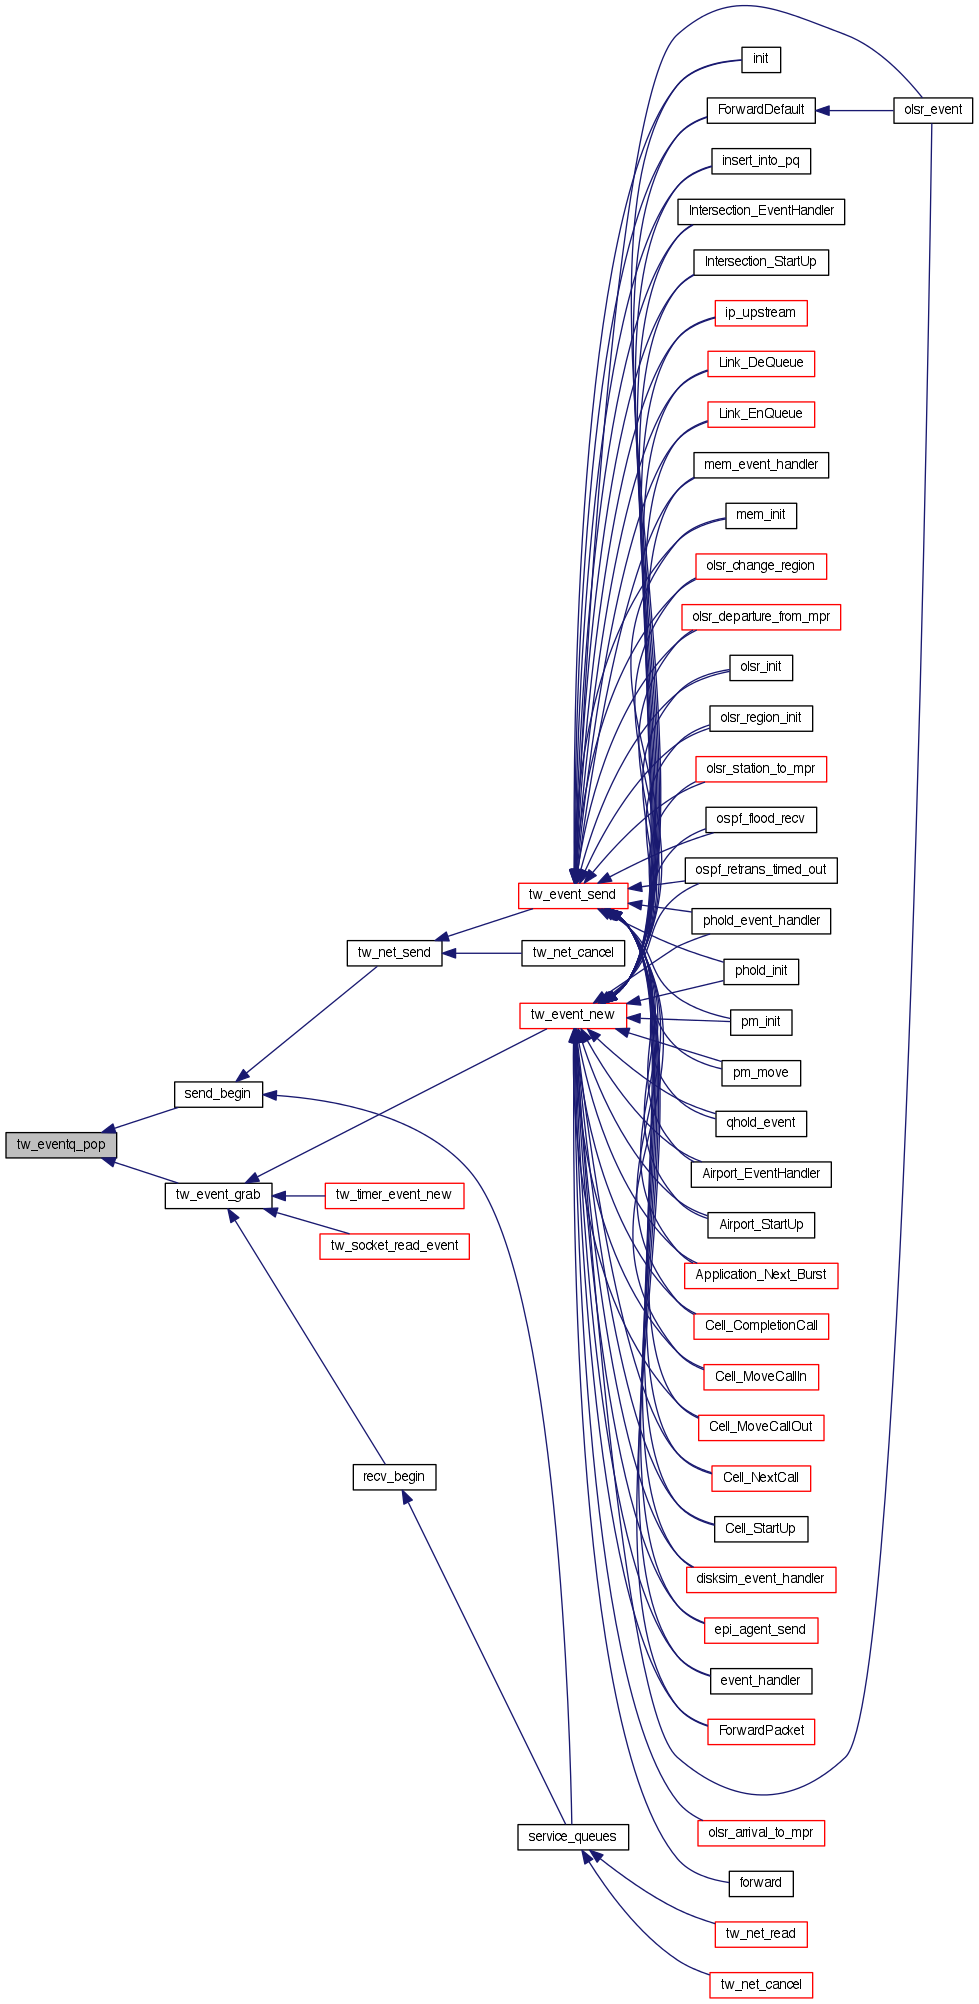 init
ForwardDefault
olsr_event
insert_into_pq
Intersection_EventHandler
Intersection_StartUp
ip_upstream
Link_DeQueue
Link_EnQueue
mem_event_handler
mem_init
olsr_change_region
olsr_departure_from_mpr
olsr_init
olsr_region_init
olsr_station_to_mpr
ospf_flood_recv
ospf_retrans_timed_out
tw_event_send
phold_event_handler
tw_net_send
tw_net_cancel
phold_init
tw_event_new
pm_init
pm_move
send_begin
qhold_event
tw_eventq_pop
Airport_EventHandler
tw_event_grab
tw_timer_event_new
Airport_StartUp
tw_socket_read_event
Application_Next_Burst
Cell_CompletionCall
Cell_MoveCallIn
Cell_MoveCallOut
recv_begin
Cell_NextCall
Cell_StartUp
disksim_event_handler
epi_agent_send
event_handler
ForwardPacket
service_queues
olsr_arrival_to_mpr
forward
tw_net_read
tw_net_cancel